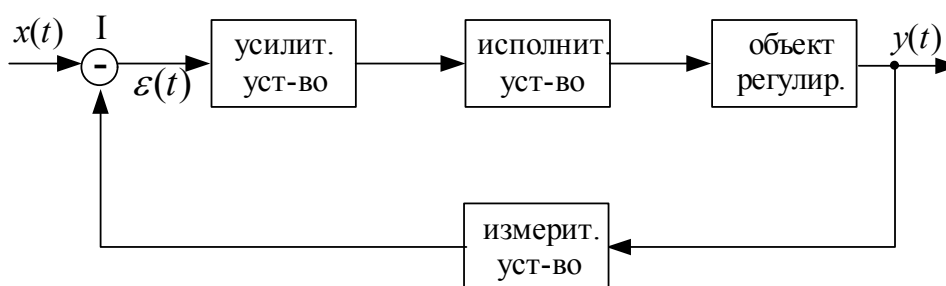 x(t)
I
-
ε(t)
усилит.
уст-во
исполнит.
уст-во
объект
регулир.
y(t)
измерит.
уст-во